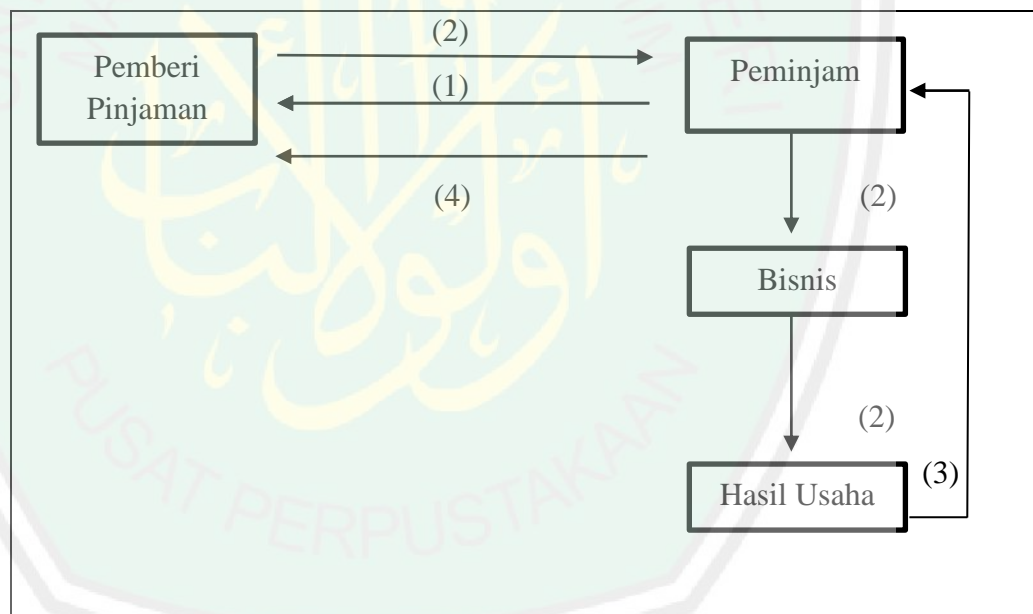 (2)
Pemberi
Pinjaman
Peminjam
(1)
(4)
(2)
Bisnis
(2)
Hasil Usaha
(3)
PUSAT PERPUSTAKAAN